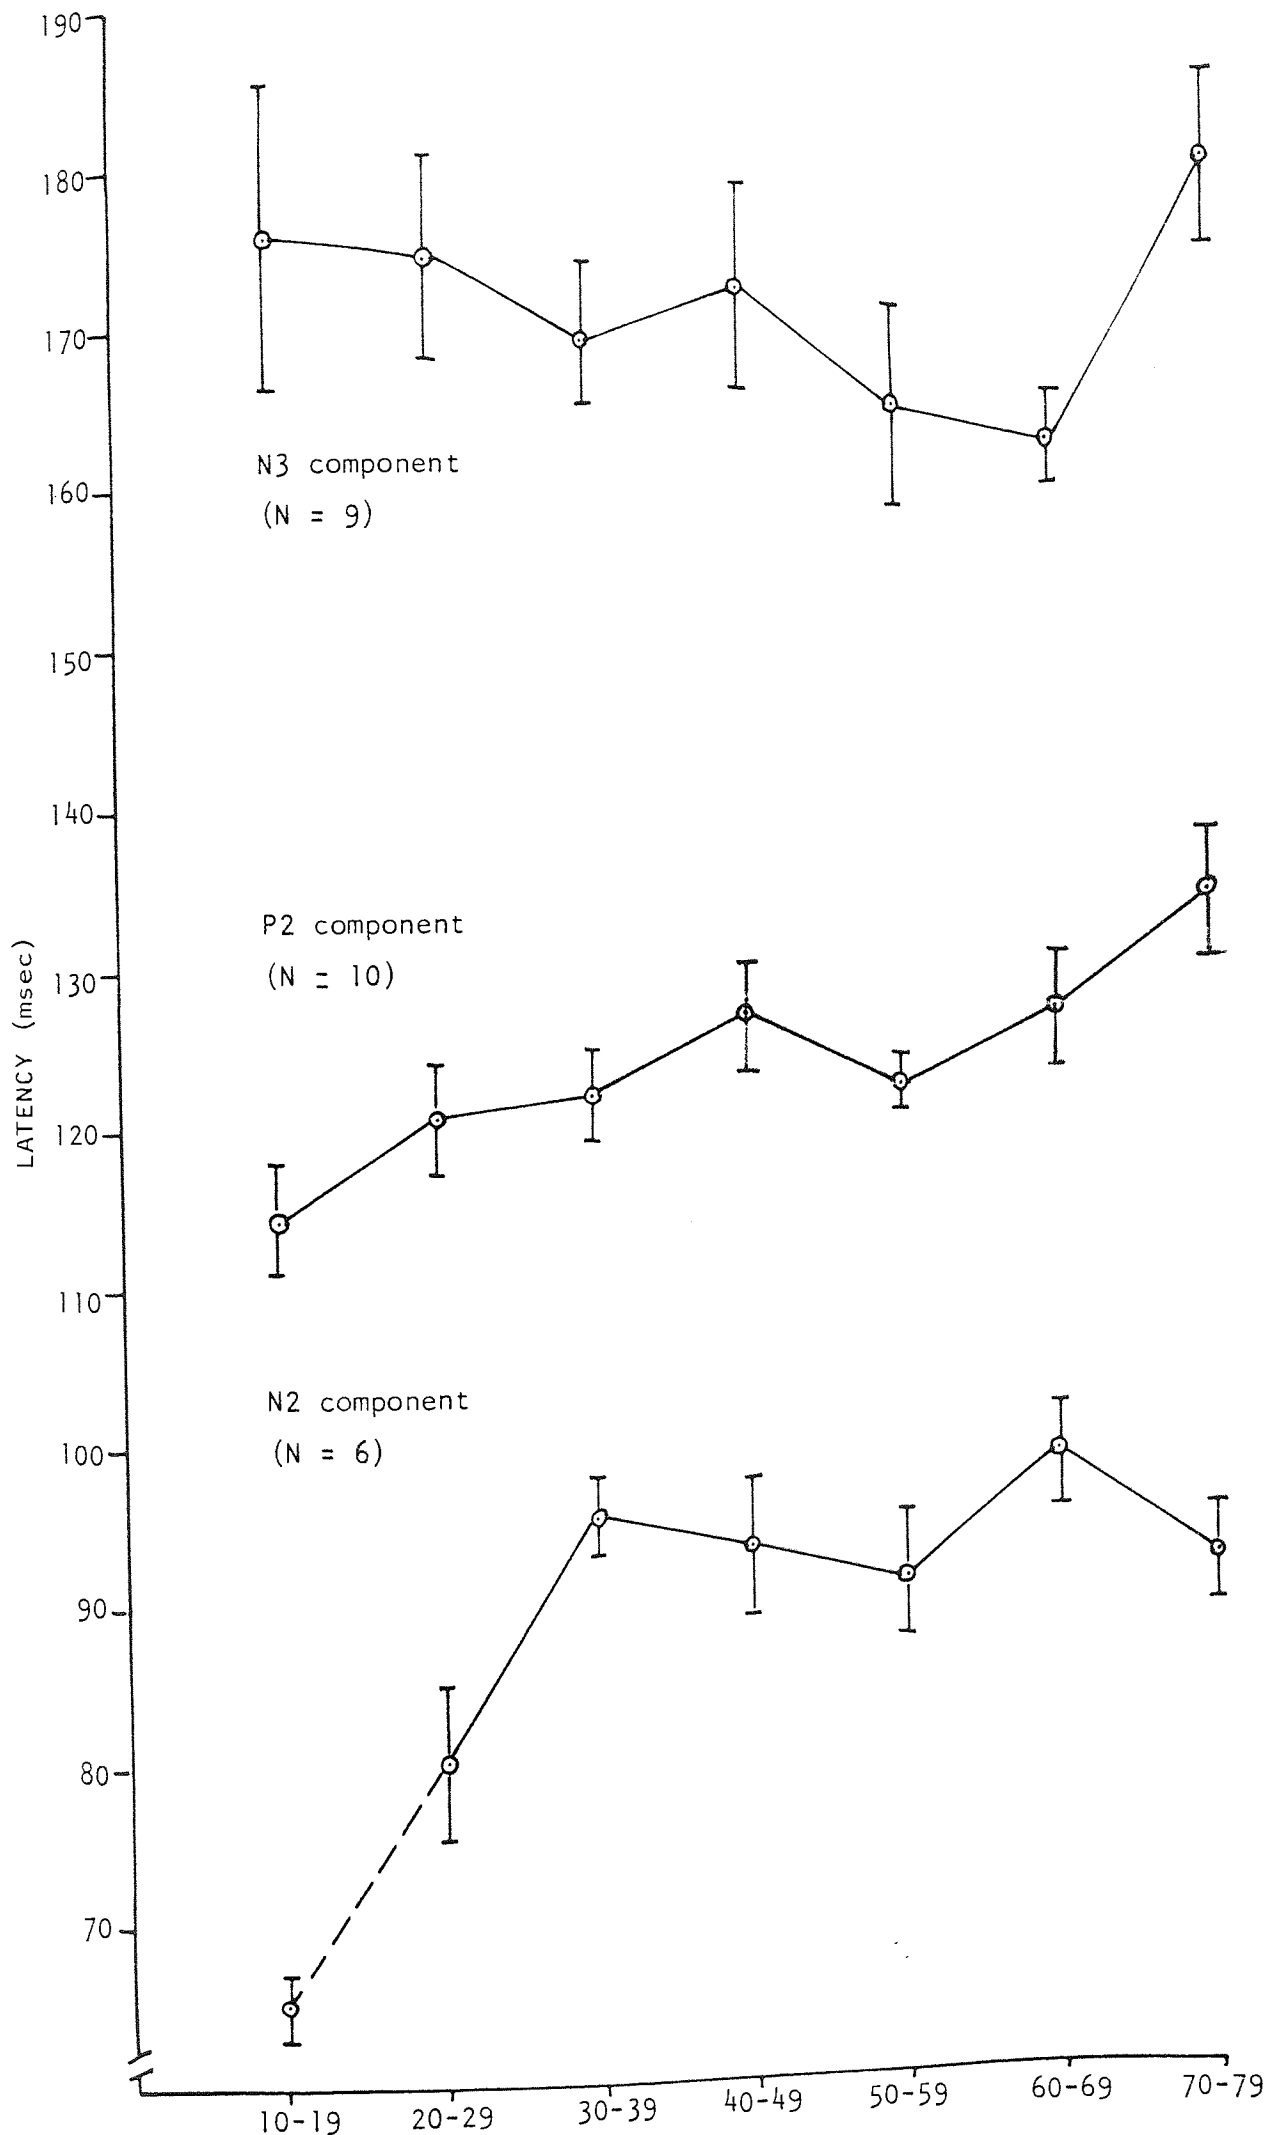 190
180
170
N3 component
(N = 9)
160
150
140
P2 component
(N = 10)
130
LATENCY (msec)
120
110
N2 component
(N = 6)
100
90
80
70
10-19 20-29 30-39 40-49 50-59 60-69 70-79